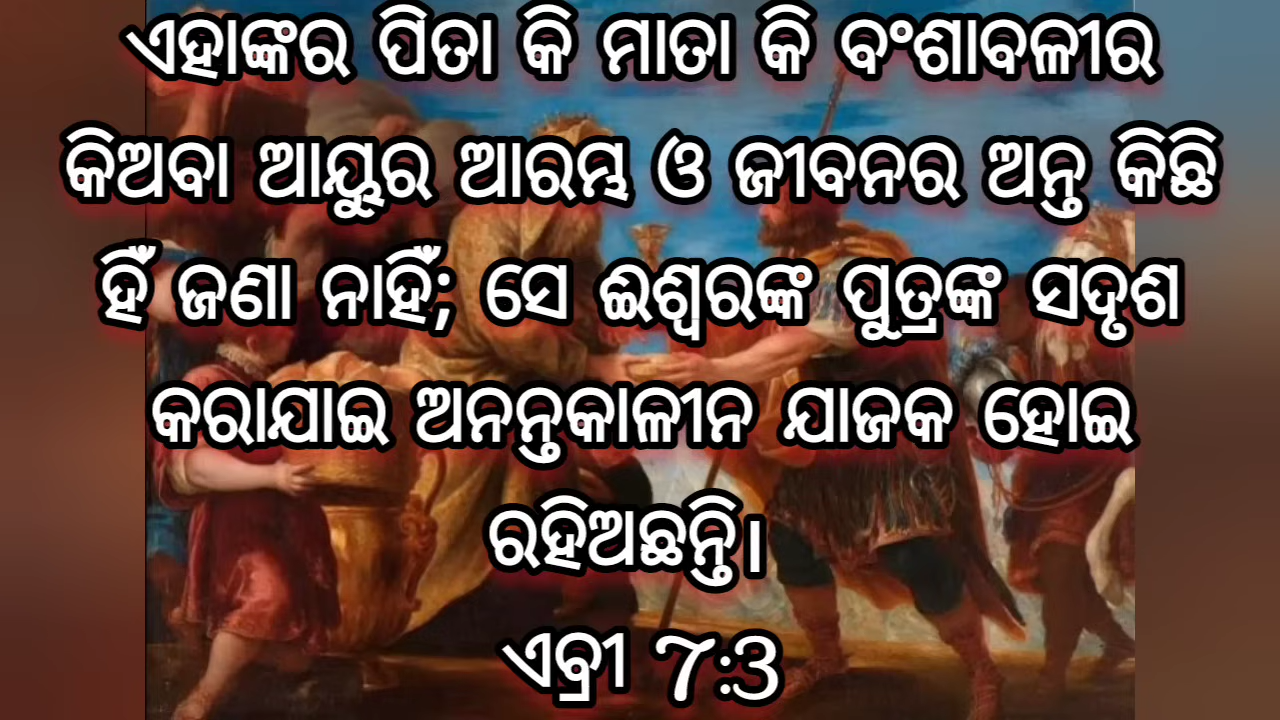 ଏହାଙ୍କର ପିତା କି ମାତା କି ବଂଶାବଳୀର
କିଅବା ଆୟୁର ଆରମ୍ଭ ଓ ଜୀବନର ଅନ୍ତ କିଛି
ହିଁ ଜଣା ନାହିଁ; ସେ ଈଶ୍ୱରଙ୍କ ପୁତ୍ରଙ୍କ ସଦୃଶ
କରାଯାଇ ଅନନ୍ତକାଳୀନ ଯାଜକ ହୋଇ
ରହିଅଛନ୍ତି।
ଏବ୍ରୀ ୭:୩